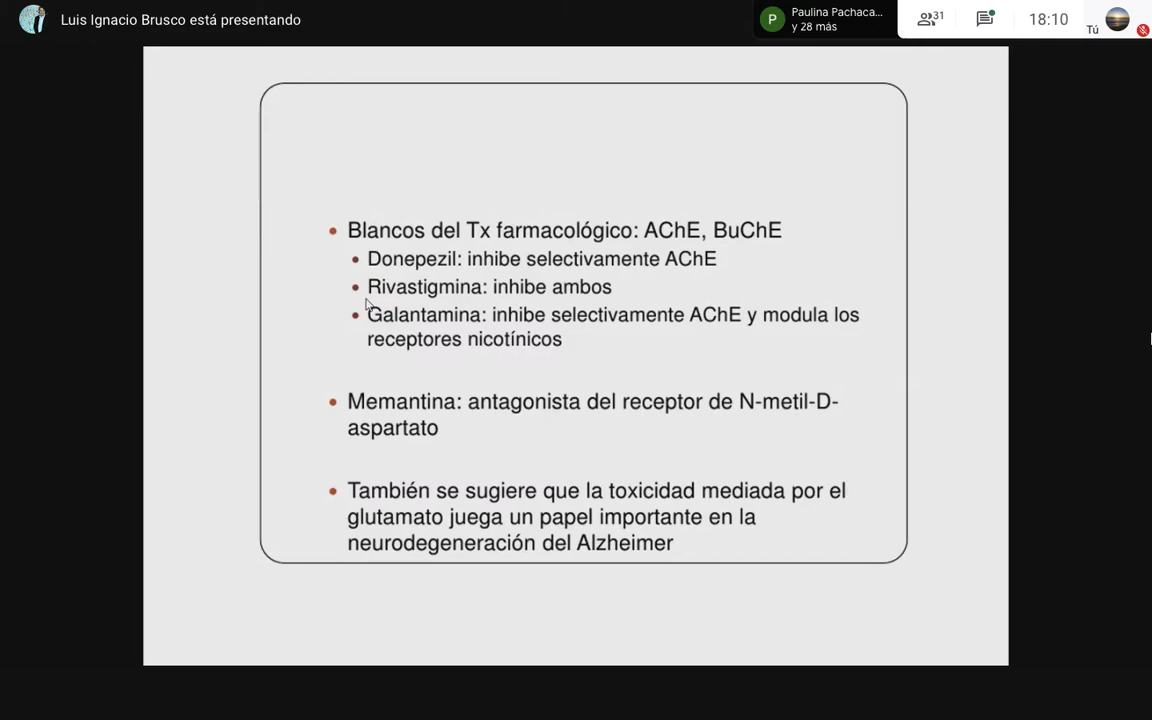 Luis Ignacio Brusco está presentando
P
Paulina Pachaca...
y 28 más
31
18:10
Tú
• Blancos del Tx farmacológico: AChE, BuChE
• Donepezil: inhibe selectivamente AChE
• Rivastigmina: inhibe ambos
• Galantamina: inhibe selectivamente AChE y modula los
receptores nicotínicos
• Memantina: antagonista del receptor de N-metil-D-
aspartato
• También se sugiere que la toxicidad mediada por el
glutamato juega un papel importante en la
neurodegeneración del Alzheimer